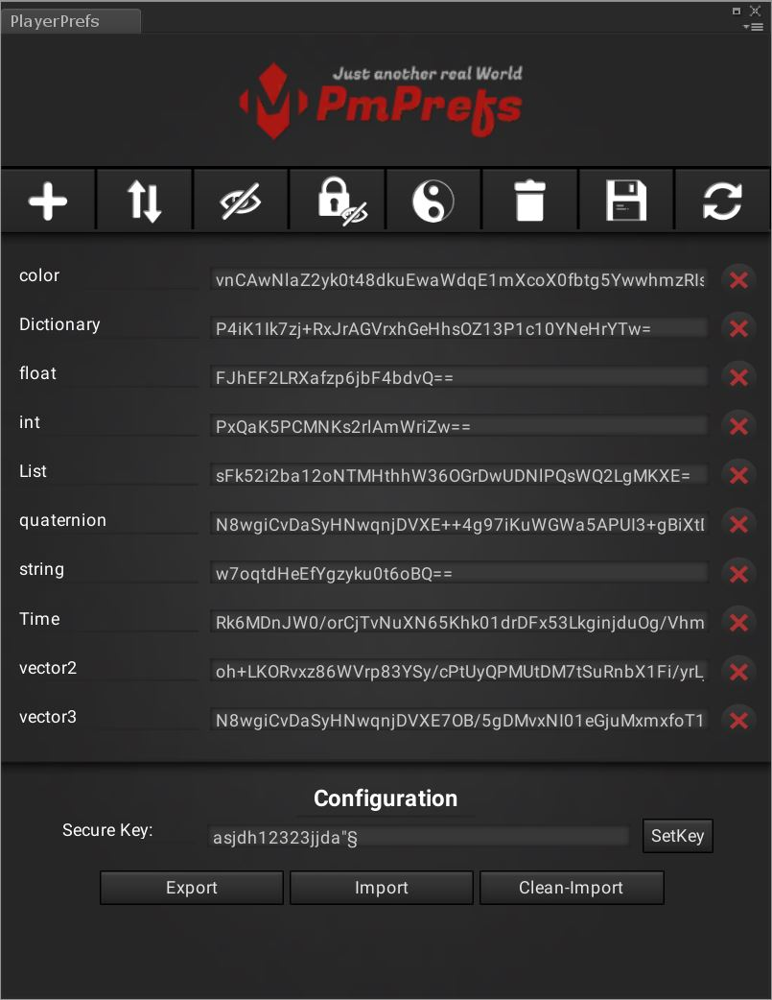 PlayerPrefs
Just another real World
PmPrefs
color
vnCAwNlaZ2yk0t48dkuEwaWdqE1mXcoX0fbtg5YwwhmzRIs
Dictionary
P4iK1Ik7zj+RxJrAGVrxhGeHhsOZ13P1c10YNeHrYTw=
float
FJhEF2LRXafzp6jbF4bdvQ==
int
PxQaK5PCMNKs2rlAmWriZw==
List
sFk52i2ba12oNTMHthhW36OGrDwUDNlPQsWQ2LgMKXE=
quaternion
N8wgiCvDaSyHNwqnjDVXE++4g97iKuWGWa5APUI3+gBiXtI
string
w7oqtdHeEfYgzyku0t6oBQ==
Time
Rk6MDnJW0/orCjTvNuXN65Khk01drDFx53LkginjduOg/Vhm
vector2
oh+LKORvxz86WVrp83YSy/cPtUyQPMUtDM7tSuRnbX1Fi/yrL
vector3
N8wgiCvDaSyHNwqnjDVXE7OB/5gDMvxNI01eGjuMxmxfoT1
Configuration
Secure Key:
asjdh12323jjda"§
SetKey
Export
Import
Clean-Import